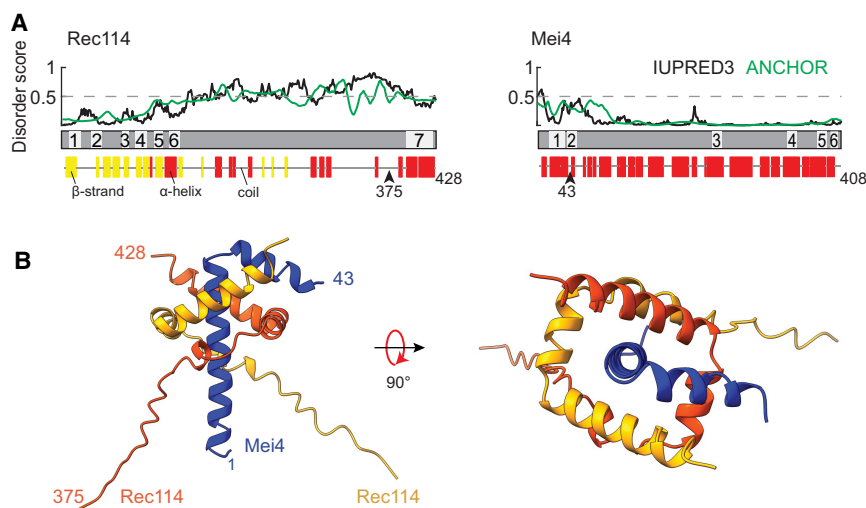 A
Rec114
Mei4
Disorder score
1
0.5
1
0.5
IUPRED3 ANCHOR
1 2 3 4 5 6 7
1 2 3 4 5 6
β-strand
α-helix
coil
375
428
43
408
B
428
43
1
Mei4
375
Rec114
Rec114
90°